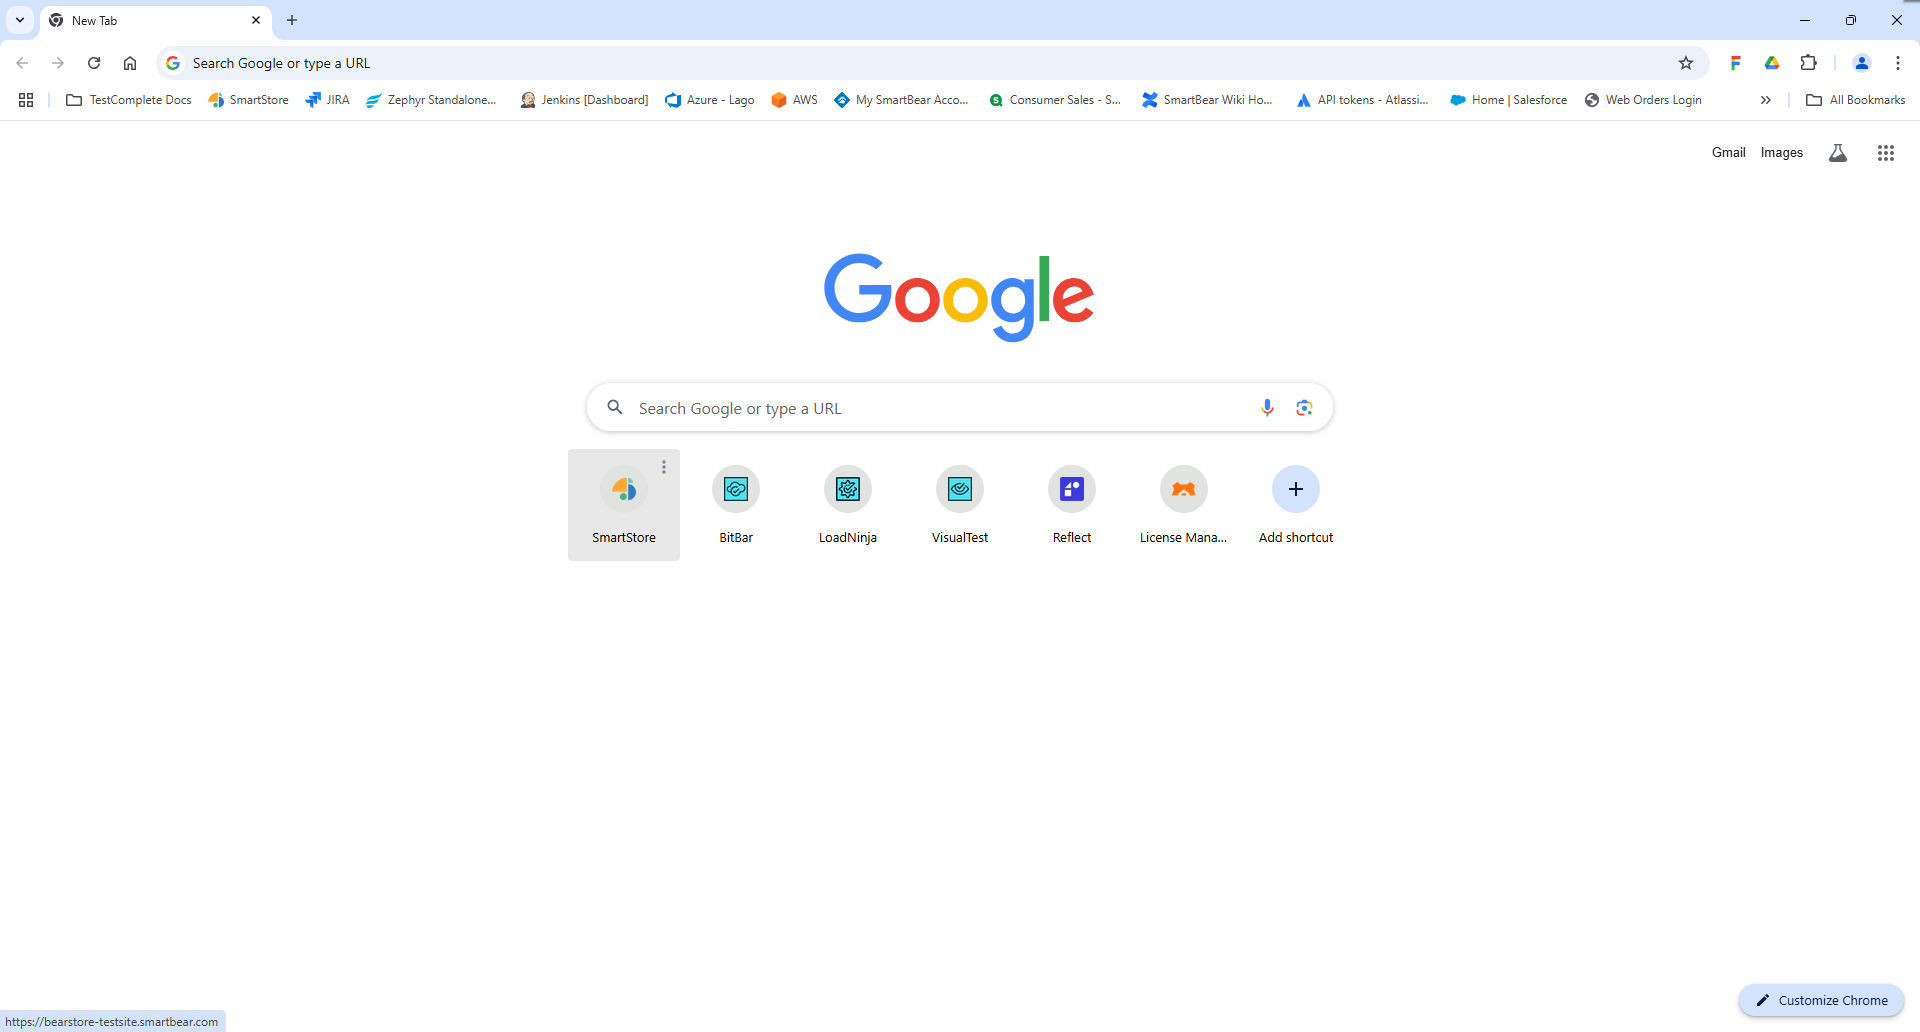 New Tab
Search Google or type a URL
TestComplete Docs
SmartStore
JIRA
Zephyr Standalone...
Jenkins [Dashboard]
Azure - Lago
AWS
My SmartBear Acco...
Consumer Sales - S...
SmartBear Wiki Ho...
API tokens - Atlassi...
Home | Salesforce
Web Orders Login
All Bookmarks
Gmail
Images
Google
Search Google or type a URL
SmartStore
BitBar
LoadNinja
VisualTest
Reflect
License Mana...
Add shortcut
Customize Chrome
https://bearstore-testsite.smartbear.com